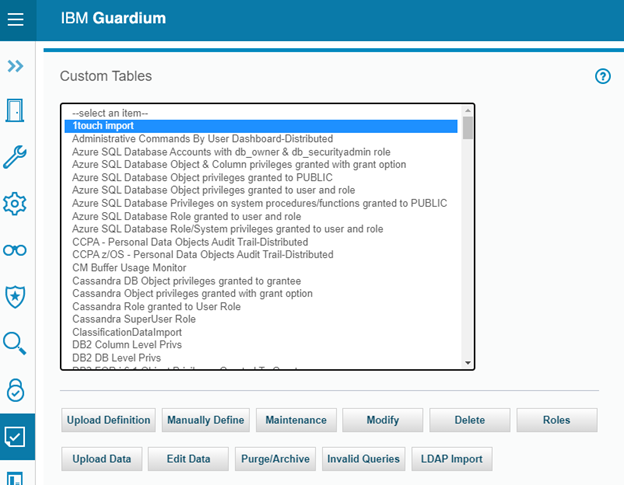 IBM Guardium
Custom Tables
?
--select an item--
1touch import
Administrative Commands By User Dashboard-Distributed
Azure SQL Database Accounts with db_owner & db_securityadmin role
Azure SQL Database Object & Column privileges granted with grant option
Azure SQL Database Object privileges granted to PUBLIC
Azure SQL Database Object privileges granted to user and role
Azure SQL Database Privileges on system procedures/functions granted to PUBLIC
Azure SQL Database Role granted to user and role
Azure SQL Database Role/System privileges granted to user and role
CCPA - Personal Data Objects Audit Trail-Distributed
CCPA z/OS - Personal Data Objects Audit Trail-Distributed
CM Buffer Usage Monitor
Cassandra DB Object privileges granted to grantee
Cassandra Object privileges granted with grant option
Cassandra Role granted to User Role
Cassandra SuperUser Role
ClassificationDataImport
DB2 Column Level Privs
DB2 DB Level Privs
Upload Definition Manually Define Maintenance Modify Delete Roles
Upload Data Edit Data Purge/Archive Invalid Queries LDAP Import